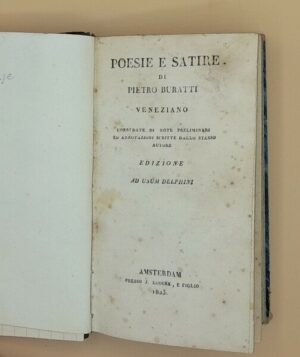 POESIE E SATIRE
DI
PIETRO BURATTI
VENEZIANO
CORREDATE DI NOTE PRELIMINARI
ED ANNOTAZIONI SCRITTE DALLO STESSO
AUTORE
EDIZIONE
AD USUM DELPHINI
AMSTERDAM
PRESSO J. E FIGLIO
1823.